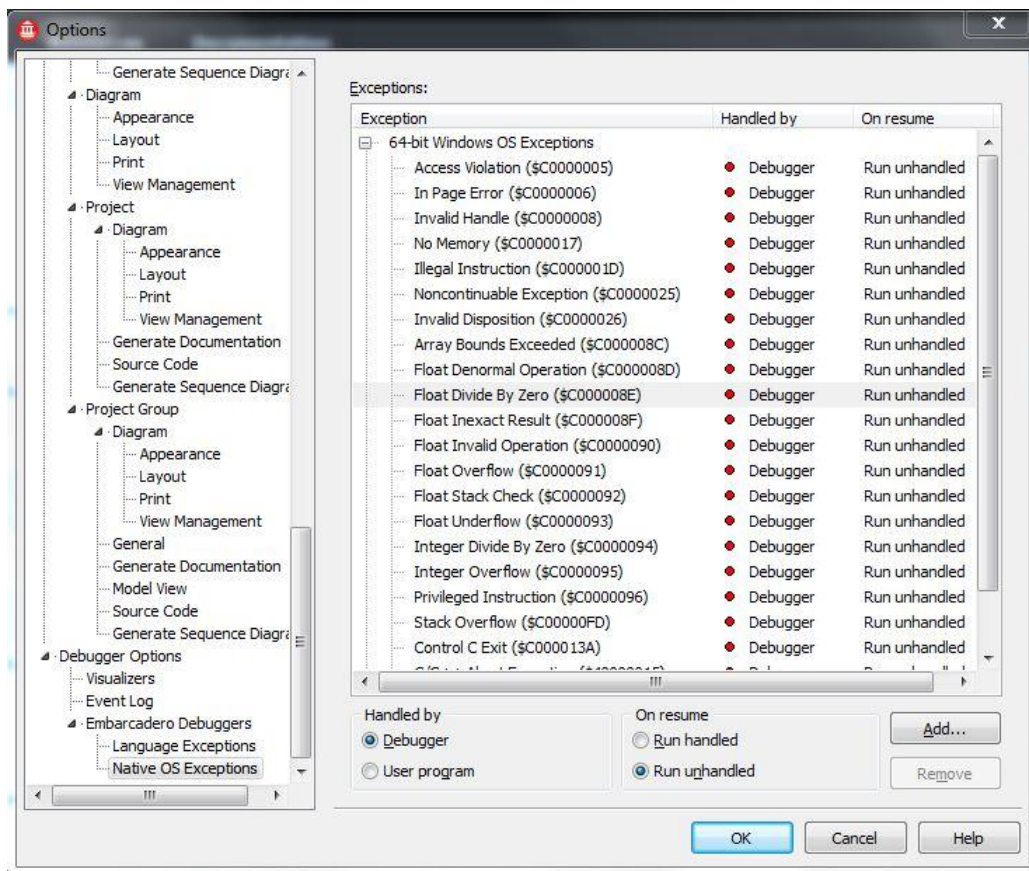 Options
Generate Sequence Diagra
Diagram
Appearance
Layout
Print
View Management
Project
Diagram
Appearance
Layout
Print
View Management
Generate Documentation
Source Code
Generate Sequence Diagra
Project Group
Diagram
Appearance
Layout
Print
View Management
General
Generate Documentation
Model View
Source Code
Generate Sequence Diagra
Debugger Options
Visualizers
Event Log
Embarcadero Debuggers
Language Exceptions
Native OS Exceptions
Exceptions:
Exception Handled by On resume
64-bit Windows OS Exceptions
Access Violation ($C0000005) Debugger Run unhandled
In Page Error ($C0000006) Debugger Run unhandled
Invalid Handle ($C0000008) Debugger Run unhandled
No Memory ($C0000017) Debugger Run unhandled
Illegal Instruction ($C000001D) Debugger Run unhandled
Noncontinuable Exception ($C0000025) Debugger Run unhandled
Invalid Disposition ($C0000026) Debugger Run unhandled
Array Bounds Exceeded ($C000008C) Debugger Run unhandled
Float Denormal Operation ($C000008D) Debugger Run unhandled
Float Divide By Zero ($C000008E) Debugger Run unhandled
Float Inexact Result ($C000008F) Debugger Run unhandled
Float Invalid Operation ($C0000090) Debugger Run unhandled
Float Overflow ($C0000091) Debugger Run unhandled
Float Stack Check ($C0000092) Debugger Run unhandled
Float Underflow ($C0000093) Debugger Run unhandled
Integer Divide By Zero ($C0000094) Debugger Run unhandled
Integer Overflow ($C0000095) Debugger Run unhandled
Privileged Instruction ($C0000096) Debugger Run unhandled
Stack Overflow ($C00000FD) Debugger Run unhandled
Control C Exit ($C000013A) Debugger Run unhandled
Handled by
Debugger
User program
On resume
Run handled
Run unhandled
Add...
Remove
OK Cancel Help